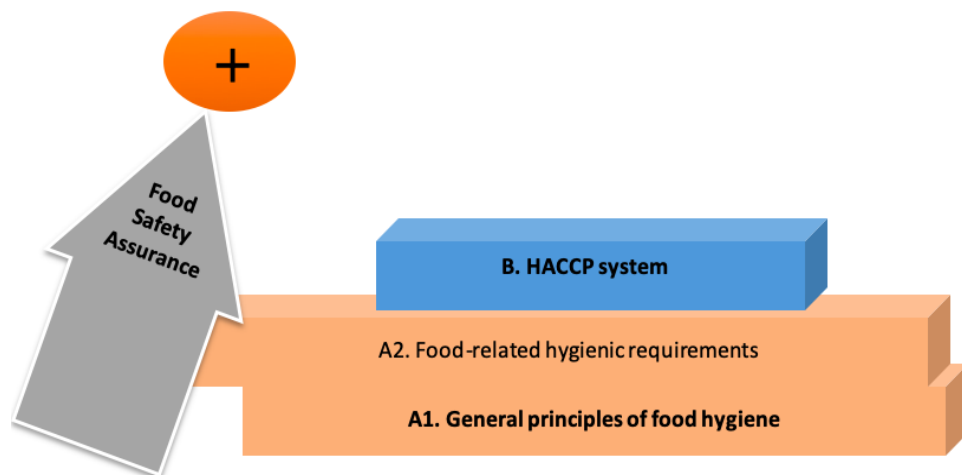 +
Food
Safety
Assurance
B. HACCP system
A2. Food-related hygienic requirements
A1. General principles of food hygiene